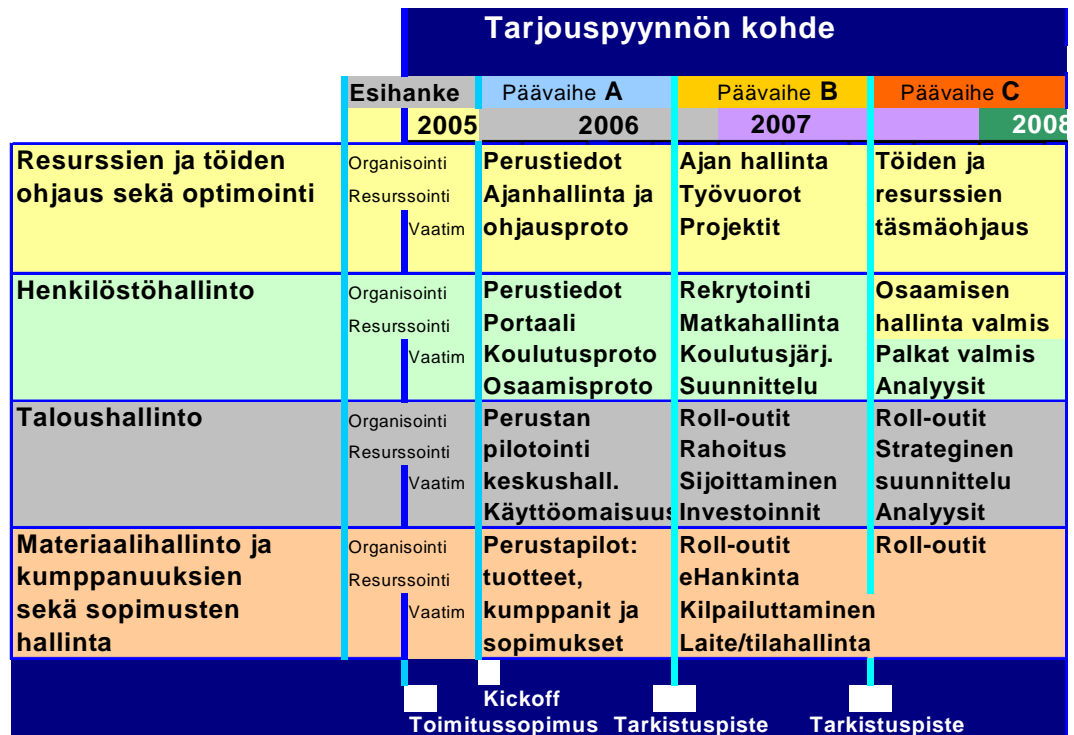 Tarjouspyynnön kohde
Esihanke Päävaihe A Päävaihe B Päävaihe C
2005 2006 2007 2008
Resurssien ja töiden
ohjaus sekä optimointi
Organisointi
Resurssointi
Vaatim
Perustiedot
Ajanhallinta ja
ohjausproto
Ajan hallinta
Työvuorot
Projektit
Töiden ja
resurssien
täsmäohjaus
Henkilöstöhallinto
Organisointi
Resurssointi
Vaatim
Perustiedot
Portaali
Koulutusproto
Osaamisproto
Rekrytointi
Matkahallinta
Koulutusjärj.
Suunnittelu
Osaamisen
hallinta valmis
Palkat valmis
Analyysit
Taloushallinto
Organisointi
Resurssointi
Vaatim
Perustan
pilotointi
keskushall.
Käyttöomaisuus
Roll-outit
Rahoitus
Sijoittaminen
Investoinnit
Roll-outit
Strateginen
suunnittelu
Analyysit
Materiaalihallinto ja
kumppanuuksien
sekä sopimusten
hallinta
Organisointi
Resurssointi
Vaatim
Perustapilot:
tuotteet,
kumppanit ja
sopimukset
Roll-outit
eHankinta
Kilpailuttaminen
Laite/tilahallinta
Roll-outit
Kickoff
Toimitussopimus Tarkistuspiste Tarkistuspiste